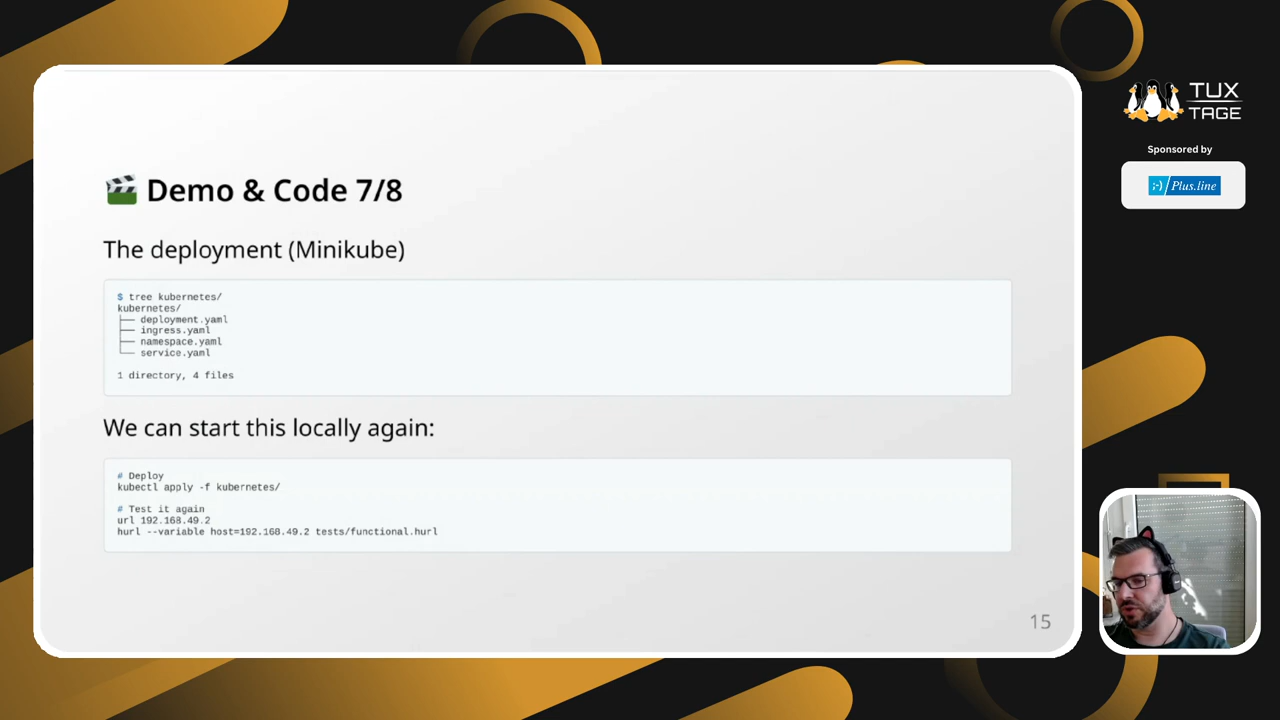 🎬 Demo & Code 7/8
The deployment (Minikube)
$ tree kubernetes/
kubernetes/
├── deployment.yaml
├── ingress.yaml
├── namespace.yaml
└── service.yaml
1 directory, 4 files
We can start this locally again:
# Deploy
kubectl apply -f kubernetes/
# Test it again
url 192.168.49.2
hurl --variable host=192.168.49.2 tests/functional.hurl
15
TUX
TAGE
Sponsored by
;-) Plus.line